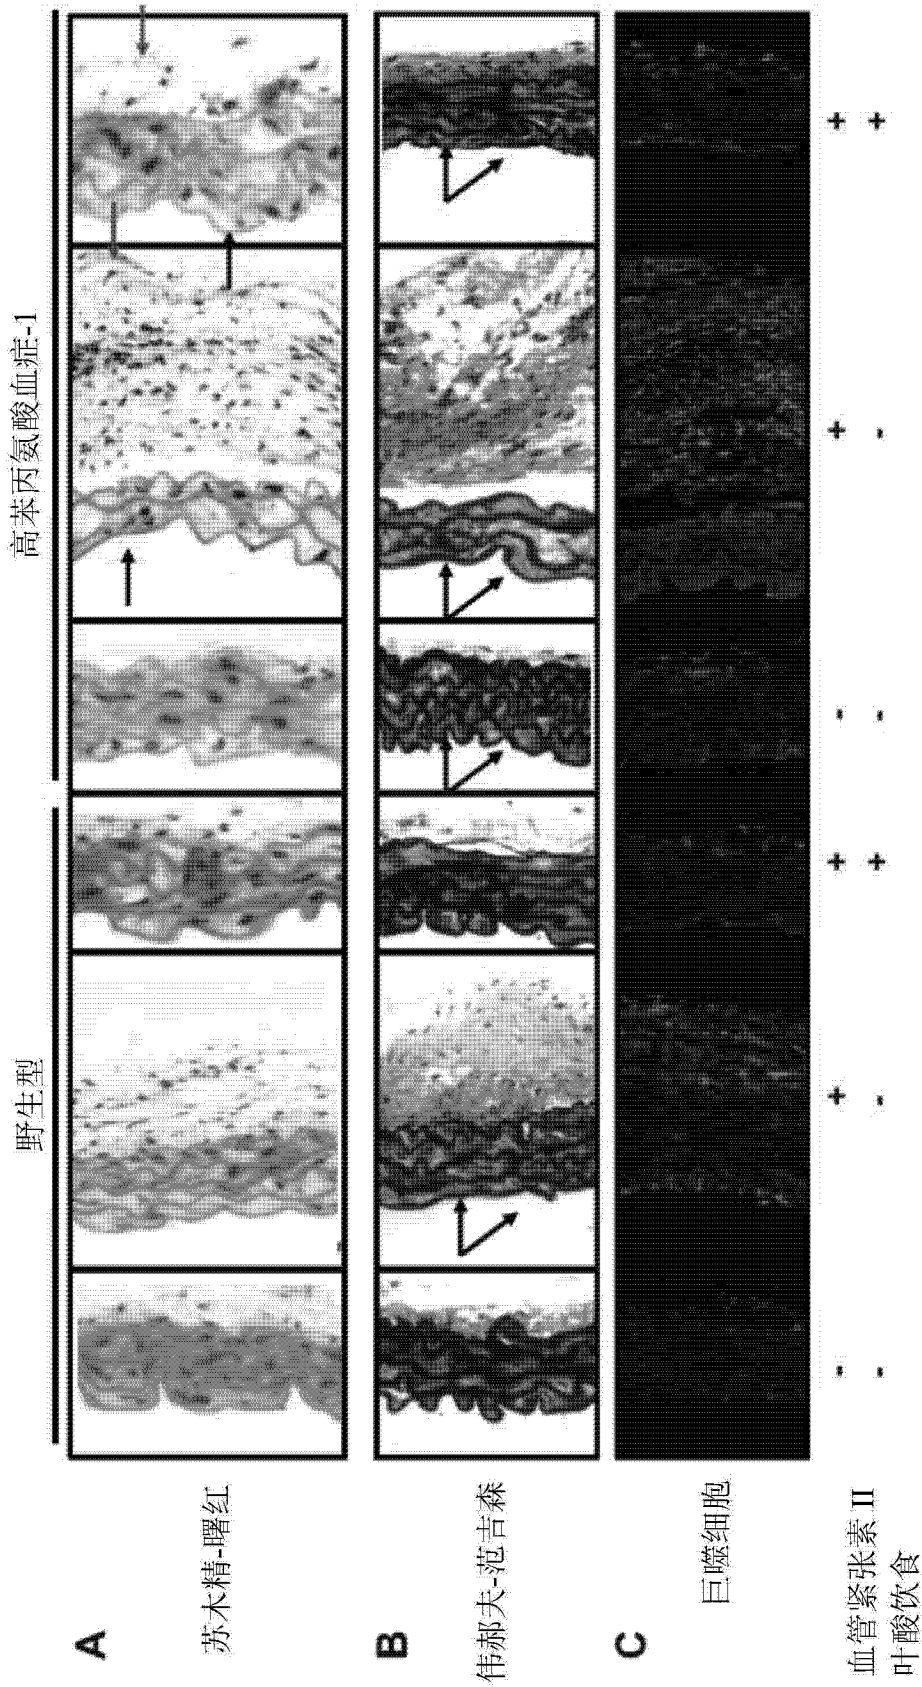 野生型 高苯丙氨酸血症-1
A 苏木精-曙红
B 伟郝夫-范吉森
C 巨噬细胞
血管紧张素 II - + + - + +
叶酸饮食 - - + - - +